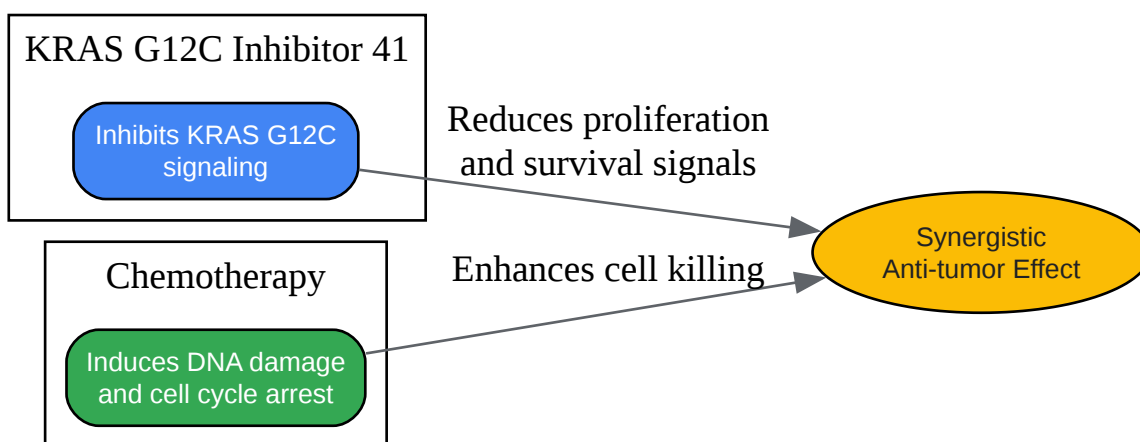 KRAS G12C Inhibitor 41
Inhibits KRAS G12C
signaling
Reduces proliferation
and survival signals
Synergistic
Anti-tumor Effect
Enhances cell killing
Chemotherapy
Induces DNA damage
and cell cycle arrest